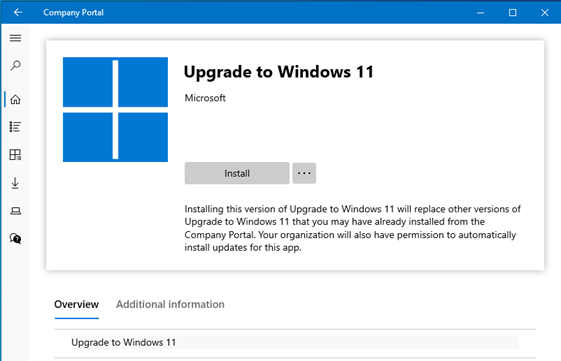 Company Portal
Upgrade to Windows 11
Microsoft
Install
...
Installing this version of Upgrade to Windows 11 will replace other versions of
Upgrade to Windows 11 that you may have already installed from the
Company Portal. Your organization will also have permission to automatically
install updates for this app.
Overview Additional information
Upgrade to Windows 11